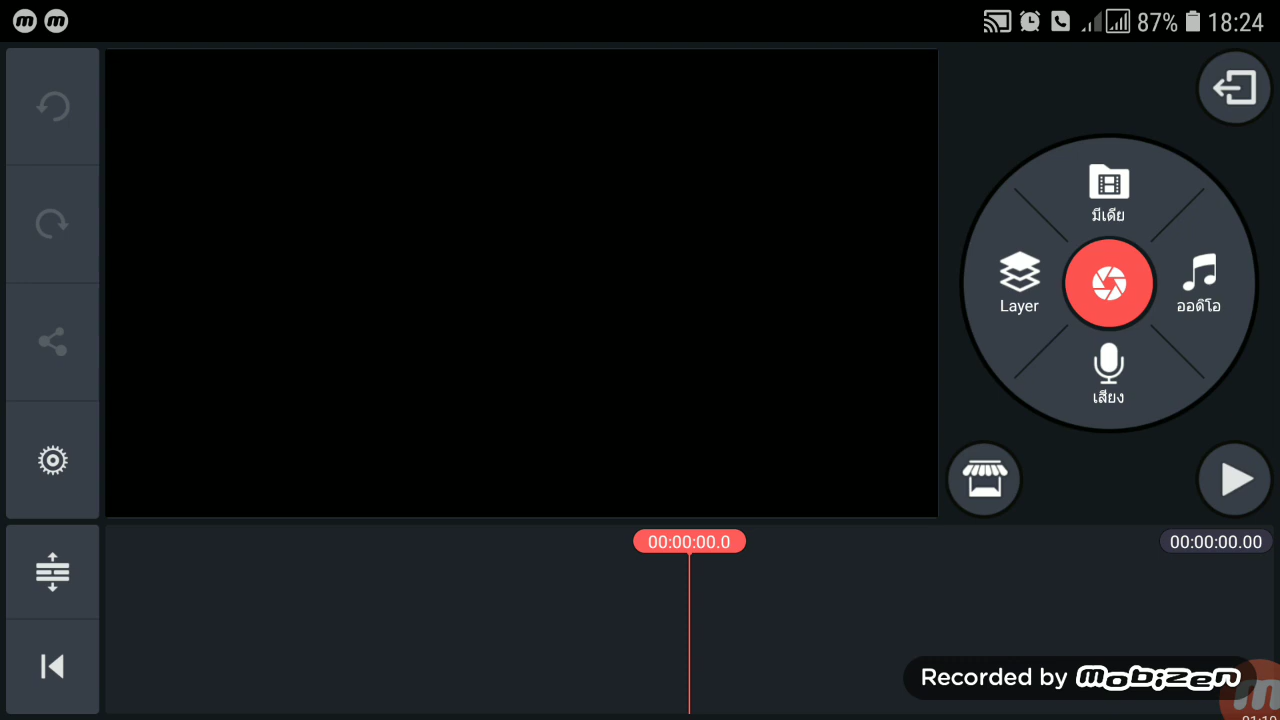 87% 18:24
มีเดีย
Layer
ออดิโอ
เสียง
00:00:00.0
00:00:00.00
Recorded by mobizen